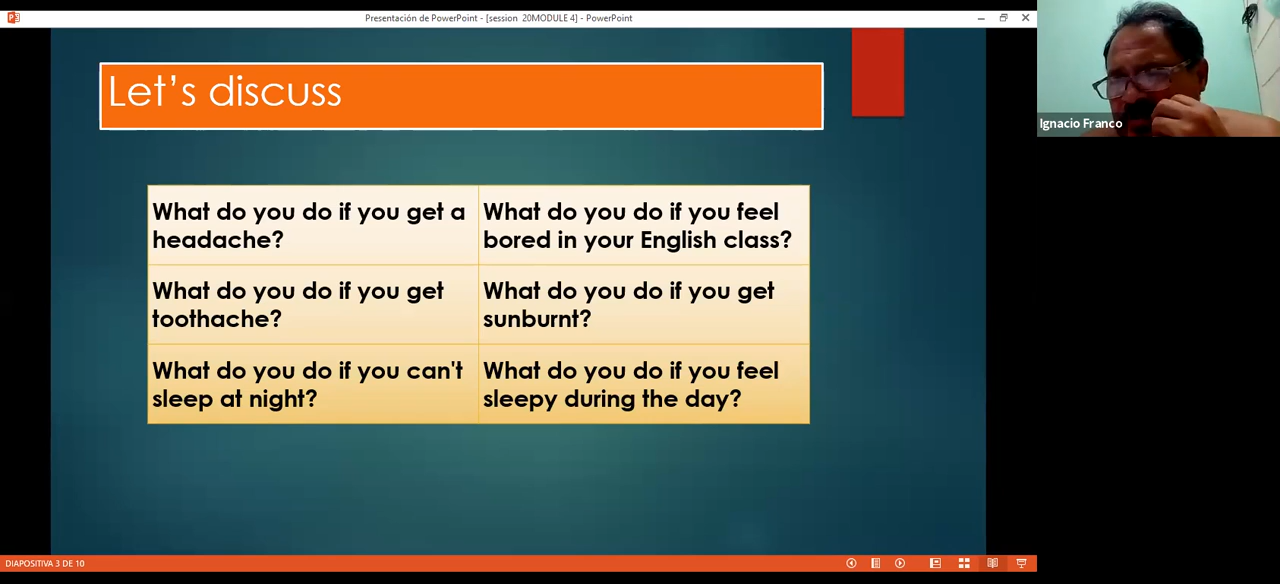 Presentación de PowerPoint - [session  20MODULE 4] - PowerPoint
Let's discuss
What do you do if you get a
headache?
What do you do if you feel
bored in your English class?
What do you do if you get
toothache?
What do you do if you get
sunburnt?
What do you do if you can't
sleep at night?
What do you do if you feel
sleepy during the day?
Ignacio Franco
DIAPOSITIVA 3 DE 10